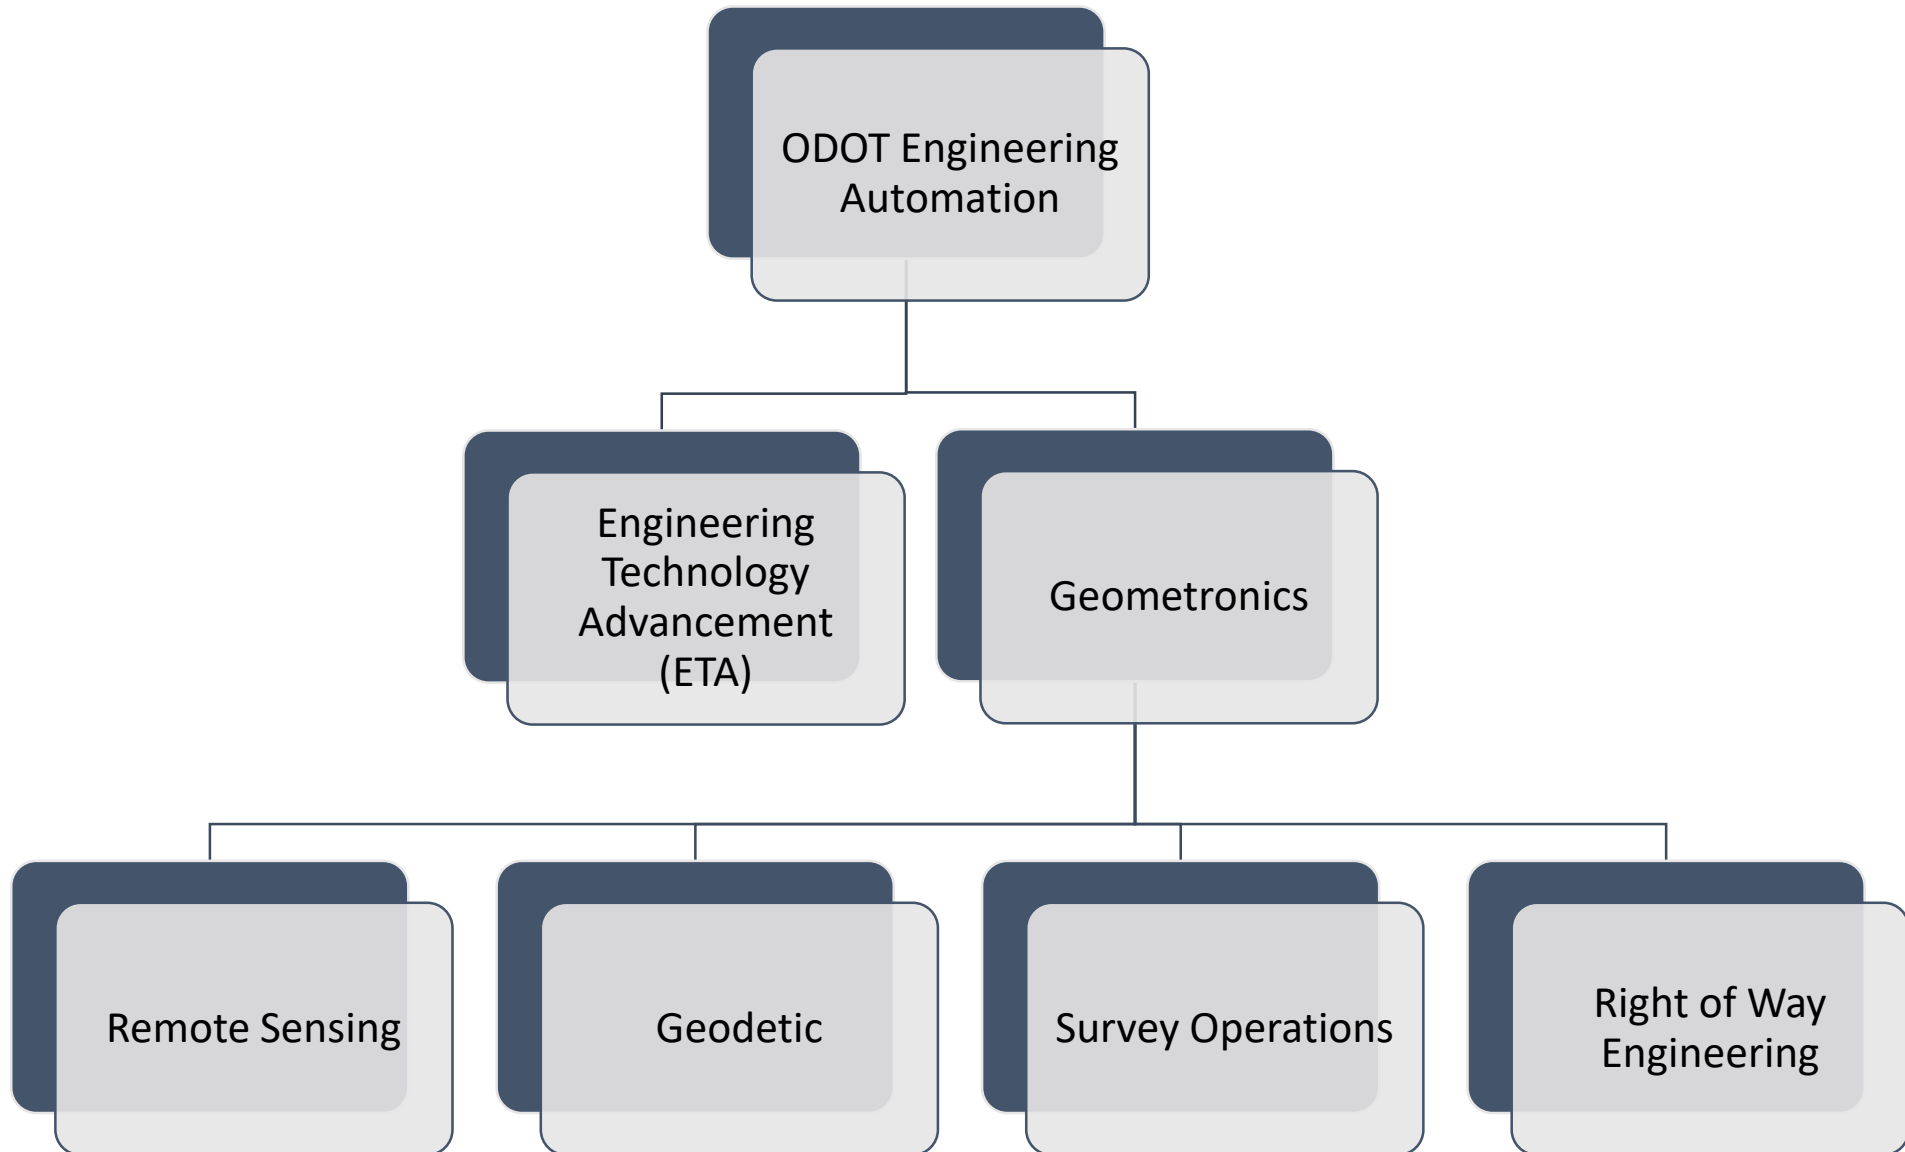 ODOT Engineering
Automation
Engineering
Technology
Advancement
(ETA)
Geometronics
Remote Sensing
Geodetic
Survey Operations
Right of Way
Engineering